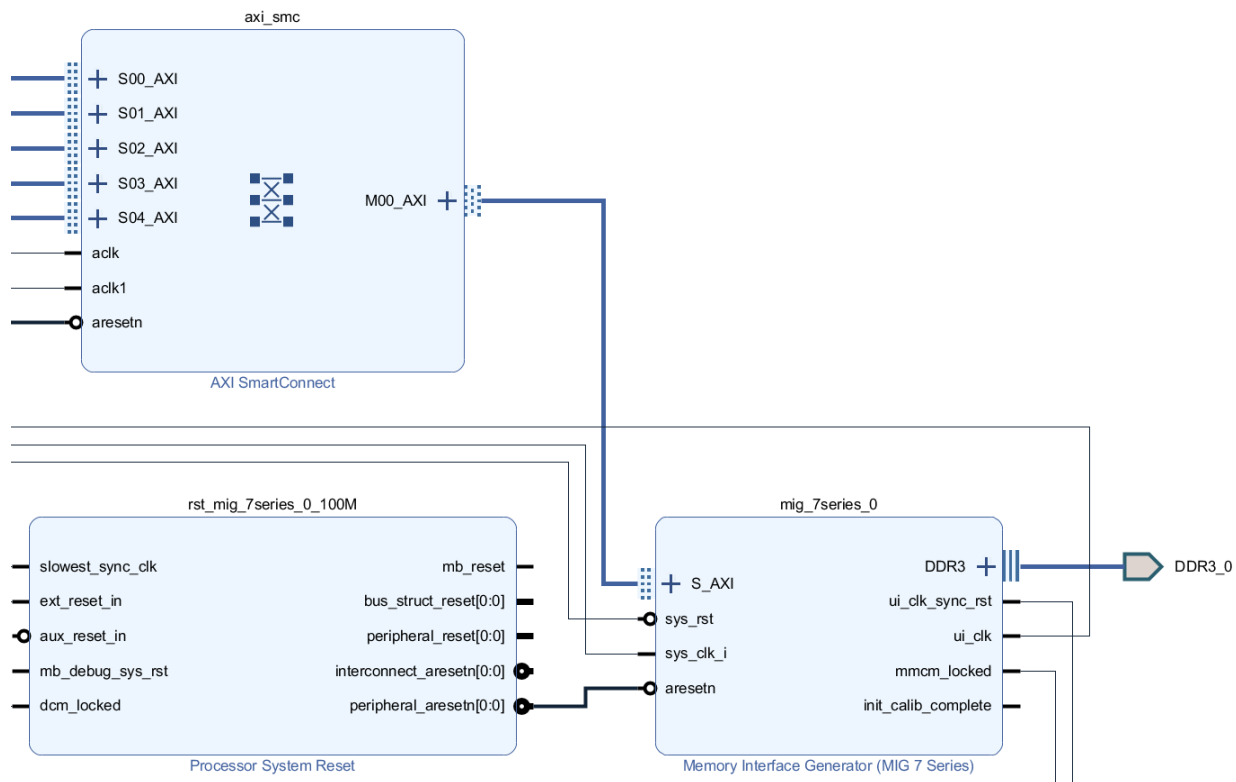 axi_smc
S00_AXI
S01_AXI
S02_AXI
S03_AXI
S04_AXI
aclk
aclk1
aresetn
M00_AXI
AXI SmartConnect
rst_mig_7series_0_100M
slowest_sync_clk
ext_reset_in
aux_reset_in
mb_debug_sys_rst
dcm_locked
mb_reset
bus_struct_reset[0:0]
peripheral_reset[0:0]
interconnect_aresetn[0:0]
peripheral_aresetn[0:0]
Processor System Reset
mig_7series_0
S_AXI
sys_rst
sys_clk_i
aresetn
DDR3
ui_clk_sync_rst
ui_clk
mmcm_locked
init_calib_complete
Memory Interface Generator (MIG 7 Series)
DDR3_0